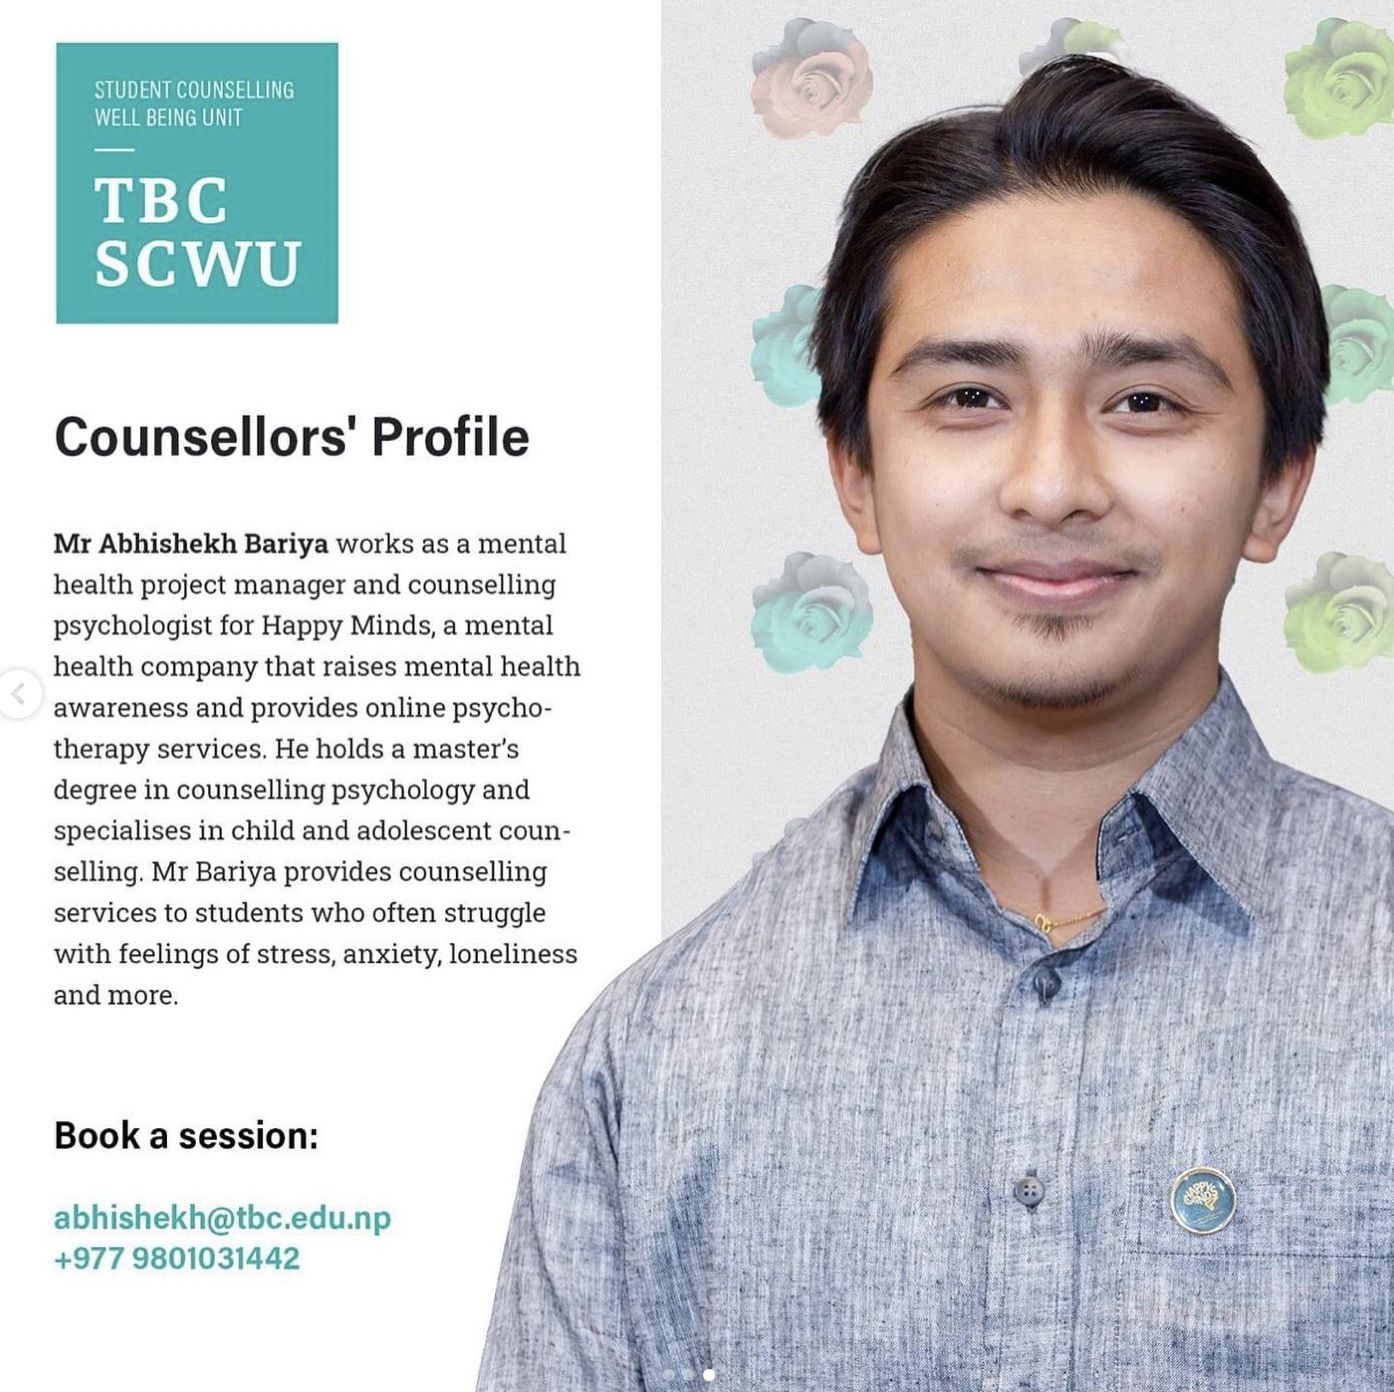 STUDENT COUNSELLING
WELL BEING UNIT
TBC
SCWU
Counsellors' Profile
Mr Abhishekh Bariya works as a mental
health project manager and counselling
psychologist for Happy Minds, a mental
health company that raises mental health
awareness and provides online psycho-
therapy services. He holds a master’s
degree in counselling psychology and
specialises in child and adolescent coun-
selling. Mr Bariya provides counselling
services to students who often struggle
with feelings of stress, anxiety, loneliness
and more.
Book a session:
abhishekh@tbc.edu.np
+977 9801031442
HAPPY
MINDS